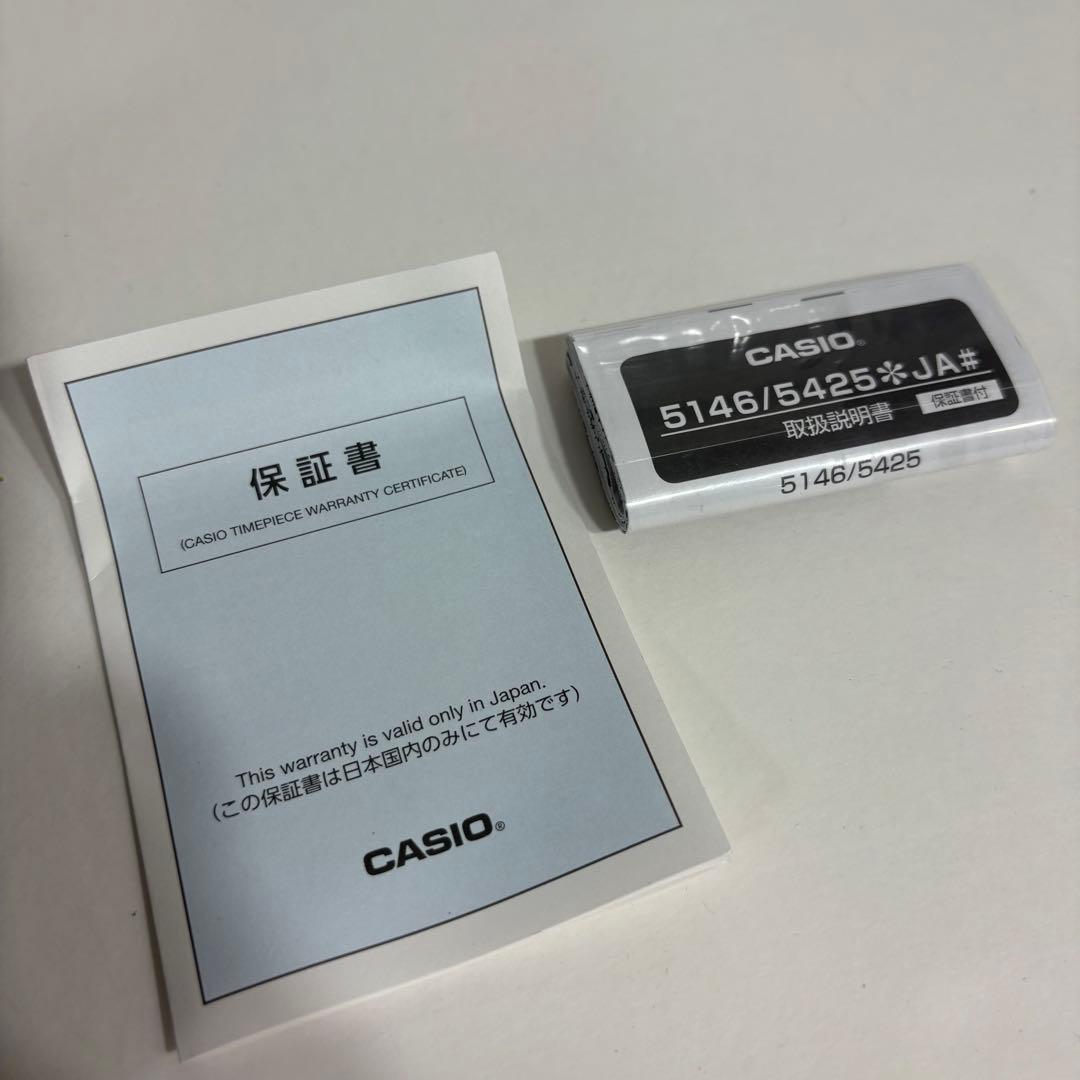 保証書
(CASIO TIMEPIECE WARRANTY CERTIFICATE)
This warranty is valid only in Japan.
(この保証書は日本国内のみにて有効です)
CASIO®
CASIO®
5146/5425＊JA#
取扱説明書 保証書付
5146/5425